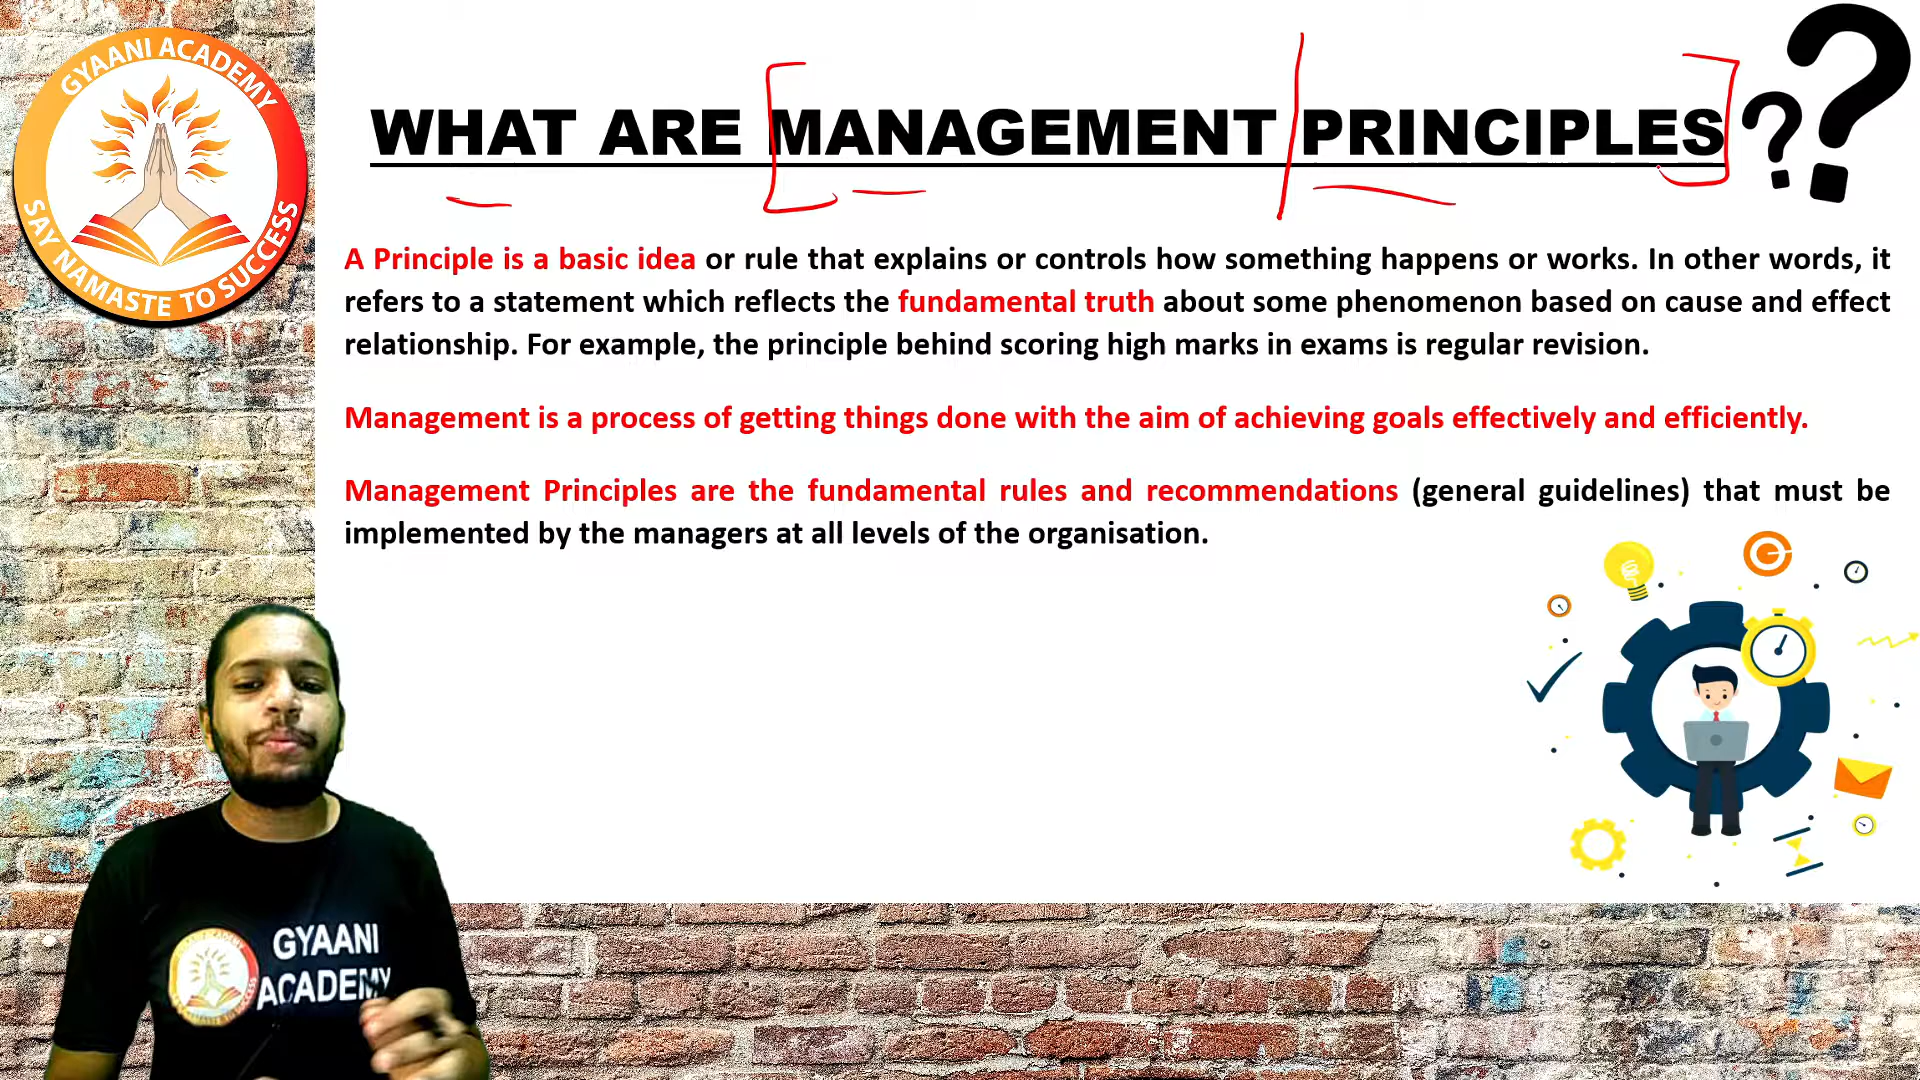 GYAANI ACADEMY
SAY NAMASTE TO SUCCESS
WHAT ARE MANAGEMENT PRINCIPLES??
A Principle is a basic idea or rule that explains or controls how something happens or works. In other words, it
refers to a statement which reflects the fundamental truth about some phenomenon based on cause and effect
relationship. For example, the principle behind scoring high marks in exams is regular revision.
Management is a process of getting things done with the aim of achieving goals effectively and efficiently.
Management Principles are the fundamental rules and recommendations (general guidelines) that must be
implemented by the managers at all levels of the organisation.
GYAANI
ACADEMY